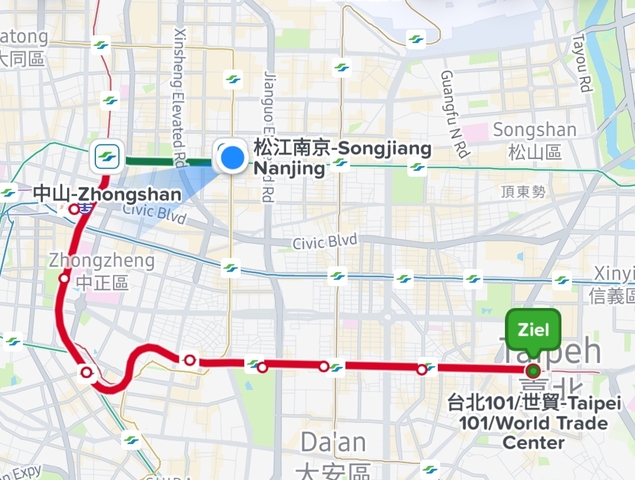 atong
大同區
Xinsheng Elevated Rd
Jianguo Elevated Rd
Guangfu N Rd
Tayou Rd
松江南京-Songjiang
Nanjing
Songshan
松山區
中山-Zhongshan
頂東勢
Civic Blvd
Civic Blvd
Zhongzheng
中正區
Xinyi
信義區
Ziel
Taipeh
臺北
台北101/世貿-Taipei
101/World Trade
Center
Da'an
大安區
n Expy